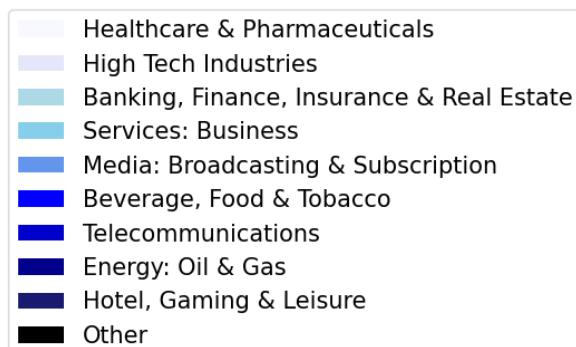 Healthcare & Pharmaceuticals
High Tech Industries
Banking, Finance, Insurance & Real Estate
Services: Business
Media: Broadcasting & Subscription
Beverage, Food & Tobacco
Telecommunications
Energy: Oil & Gas
Hotel, Gaming & Leisure
Other